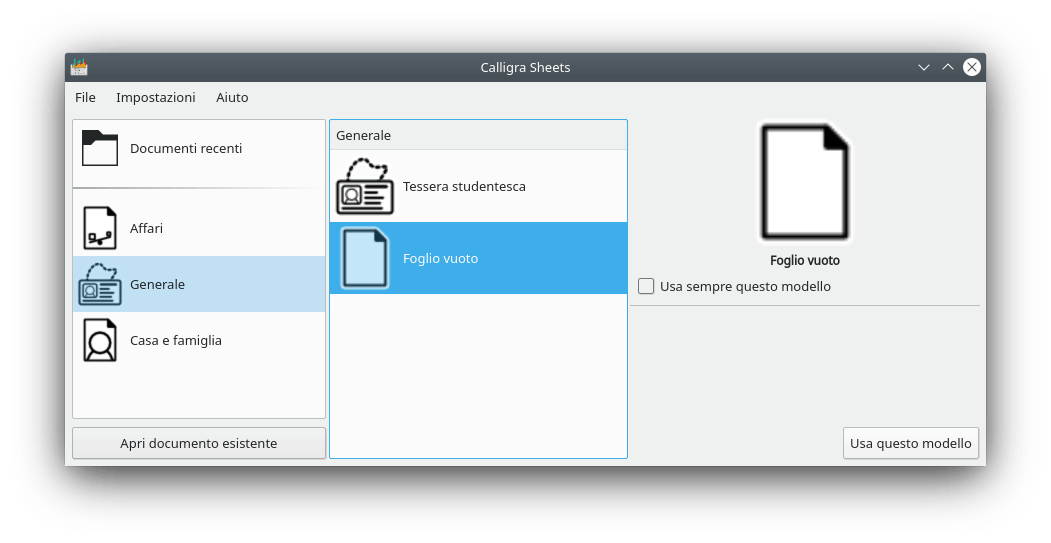 Calligra Sheets
File Impostazioni Aiuto
Documenti recenti
Affari
Generale
Casa e famiglia
Apri documento esistente
Generale
Tessera studentesca
Foglio vuoto
Foglio vuoto
Usa sempre questo modello
Usa questo modello